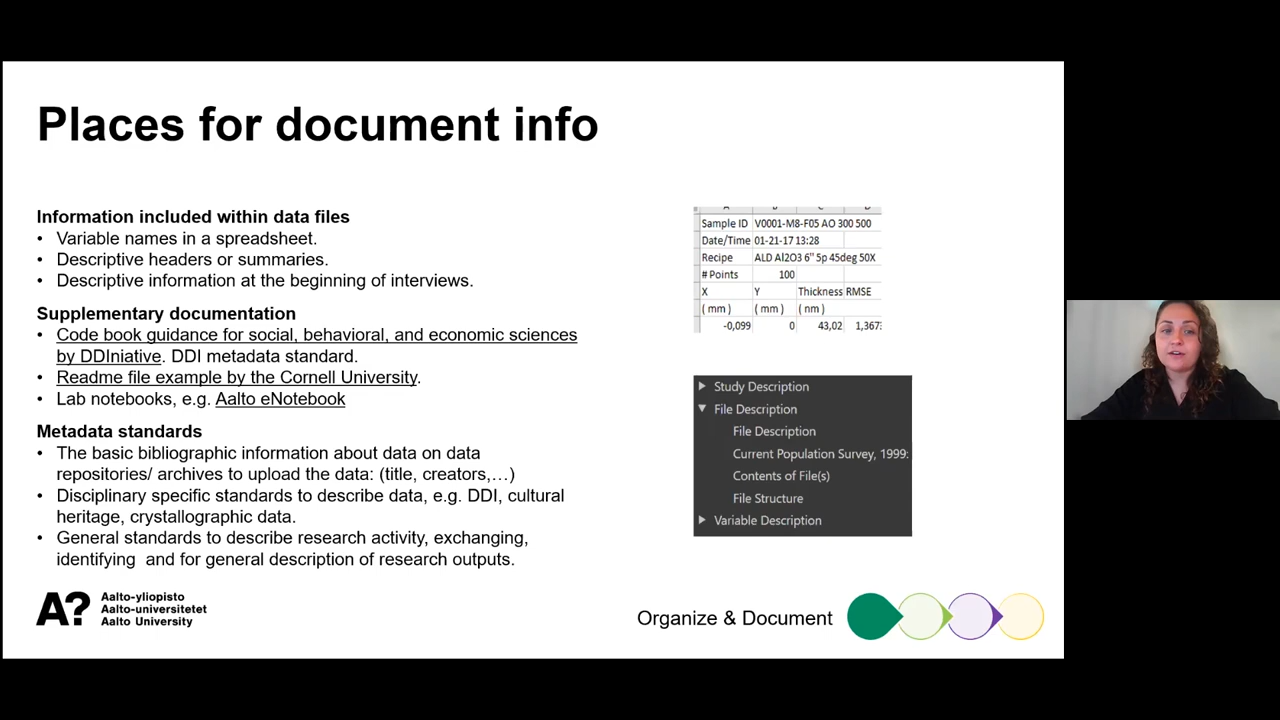 Places for document info
Information included within data files
• Variable names in a spreadsheet.
• Descriptive headers or summaries.
• Descriptive information at the beginning of interviews.
Supplementary documentation
• Code book guidance for social, behavioral, and economic sciences
by DDIniative. DDI metadata standard.
• Readme file example by the Cornell University.
• Lab notebooks, e.g. Aalto eNotebook
Metadata standards
• The basic bibliographic information about data on data
repositories/ archives to upload the data: (title, creators,…)
• Disciplinary specific standards to describe data, e.g. DDI, cultural
heritage, crystallographic data.
• General standards to describe research activity, exchanging,
identifying and for general description of research outputs.
Sample ID V0001-M8-F05 AO 300 500
Date/Time 01-21-17 13:28
Recipe ALD Al2O3 6" 5p 45deg 50X
# Points 100
X Y Thickness RMSE
( mm ) ( mm ) ( nm )
-0,099 0 43,02 1,367
Study Description
File Description
File Description
Current Population Survey, 1999:
Contents of File(s)
File Structure
Variable Description
A?
Aalto-yliopisto
Aalto-universitetet
Aalto University
Organize & Document